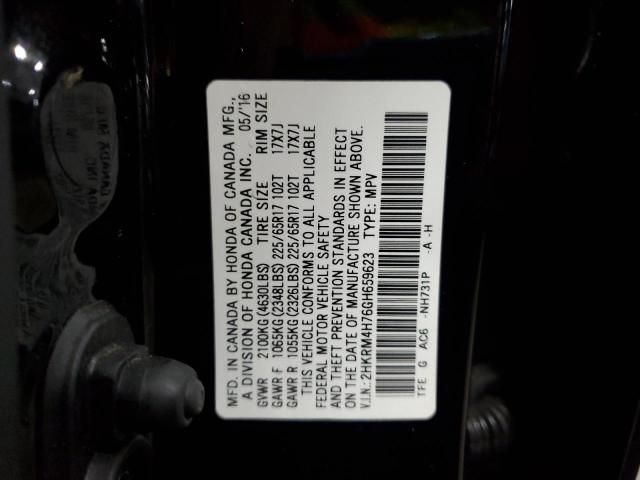 MFD. IN CANADA BY HONDA OF CANADA MFG.,
A DIVISION OF HONDA CANADA INC. 05/'16
GVWR 2100KG(4630LBS) TIRE SIZE RIM SIZE
GAWR F 1065KG(2348LBS) 225/65R17 102T 17X7J
GAWR R 1055KG(2326LBS) 225/65R17 102T 17X7J
THIS VEHICLE CONFORMS TO ALL APPLICABLE
FEDERAL MOTOR VEHICLE SAFETY
AND THEFT PREVENTION STANDARDS IN EFFECT
ON THE DATE OF MANUFACTURE SHOWN ABOVE.
V.I.N.:2HKRM4H76GH659623 TYPE: MPV
TFE G AC6 -NH731P -A -H